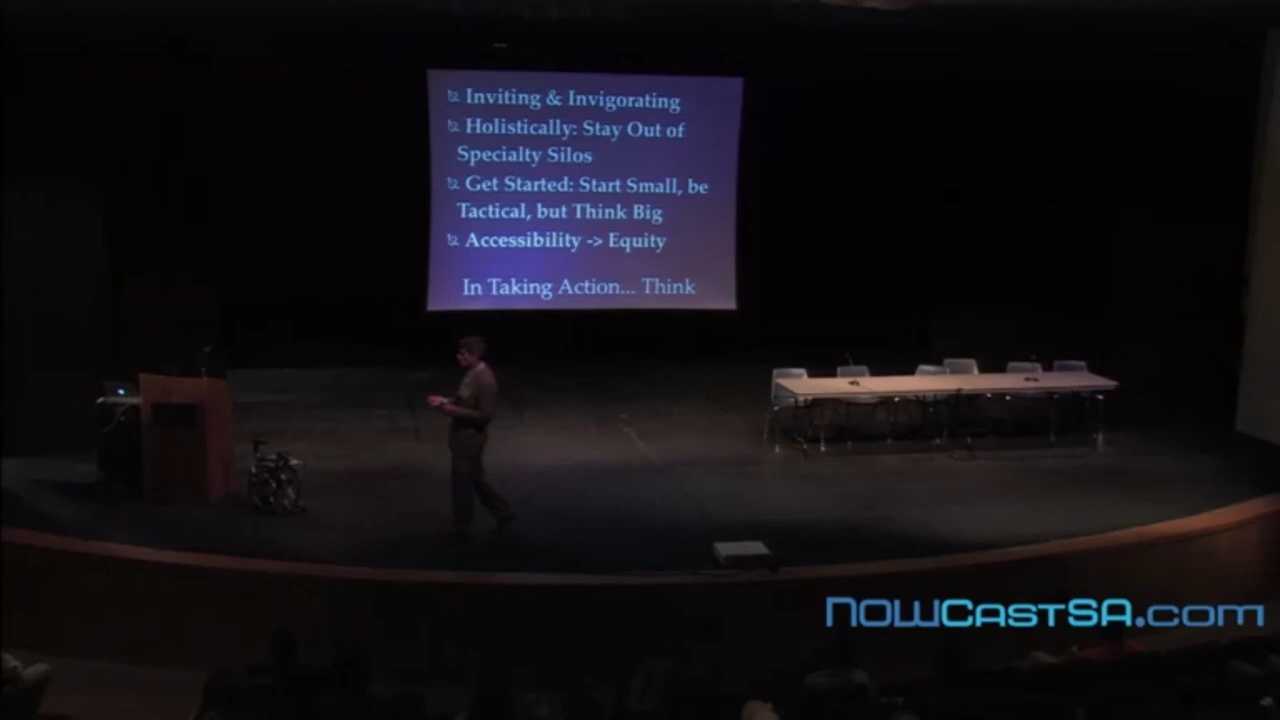 Inviting & Invigorating
Holistically: Stay Out of
Specialty Silos
Get Started: Start Small, be
Tactical, but Think Big
Accessibility -> Equity
In Taking Action... Think
NOWCastSA.com